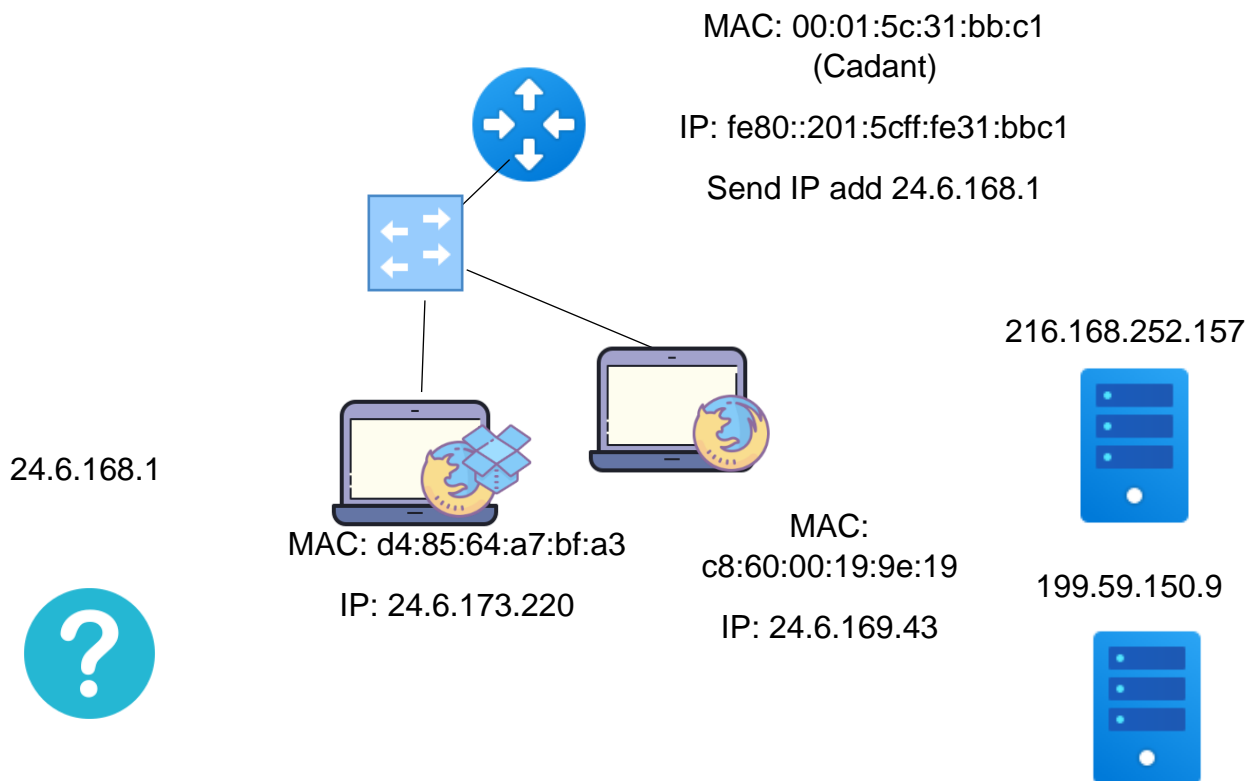 MAC: 00:01:5c:31:bb:c1
(Cadant)
IP: fe80::201:5cff:fe31:bbc1
Send IP add 24.6.168.1
216.168.252.157
24.6.168.1
MAC: d4:85:64:a7:bf:a3
IP: 24.6.173.220
MAC:
c8:60:00:19:9e:19
IP: 24.6.169.43
199.59.150.9
?